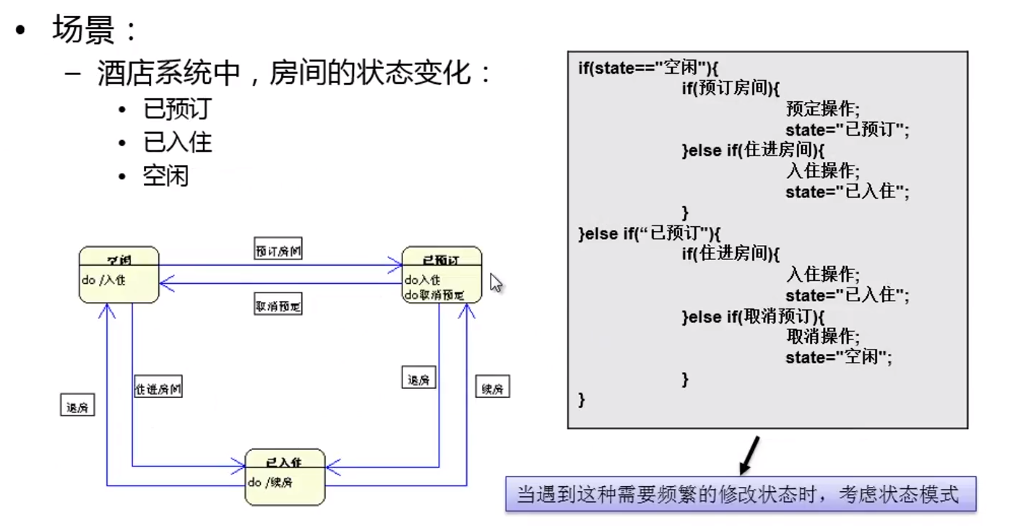 • 场景：
– 酒店系统中，房间的状态变化：
• 已预订
• 已入住
• 空闲
空闲
do /入住
预订房间
取消预定
已预订
do入住
do取消预定
退房
住进房间
退房
续房
已入住
do /续房
if(state=="空闲"){
if(预订房间){
预定操作;
state="已预订";
}else if(住进房间){
入住操作;
state="已入住";
}
}else if(“已预订"){
if(住进房间){
入住操作;
state="已入住";
}else if(取消预订){
取消操作;
state="空闲";
}
}
当遇到这种需要频繁的修改状态时，考虑状态模式